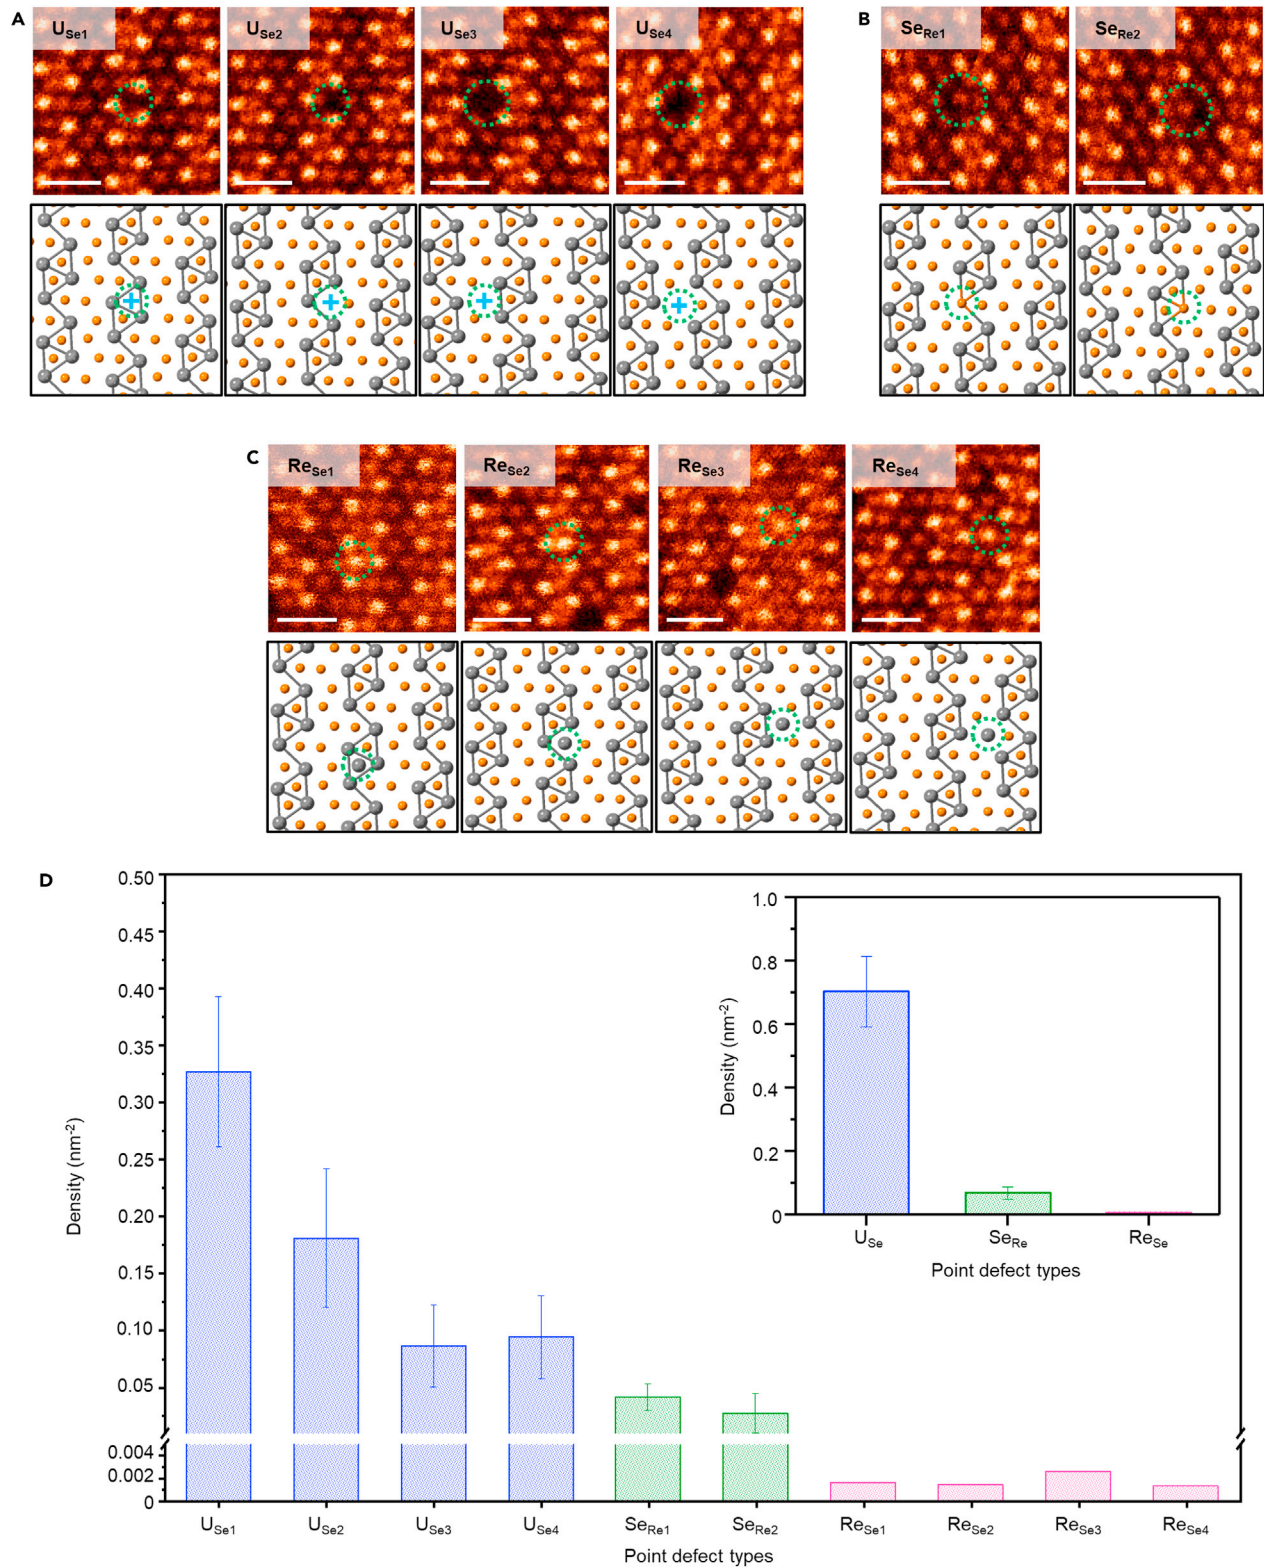 A
U_Se1 U_Se2 U_Se3 U_Se4
B
Se_Re1 Se_Re2
C
Re_Se1 Re_Se2 Re_Se3 Re_Se4
D
Density (nm⁻²)
0.50
0.45
0.40
0.35
0.30
0.25
0.20
0.15
0.10
0.05
0.004
0.002
0
U_Se1 U_Se2 U_Se3 U_Se4 Se_Re1 Se_Re2 Re_Se1 Re_Se2 Re_Se3 Re_Se4
Point defect types
Density (nm⁻²)
1.0
0.8
0.6
0.4
0.2
0
U_Se Se_Re Re_Se
Point defect types